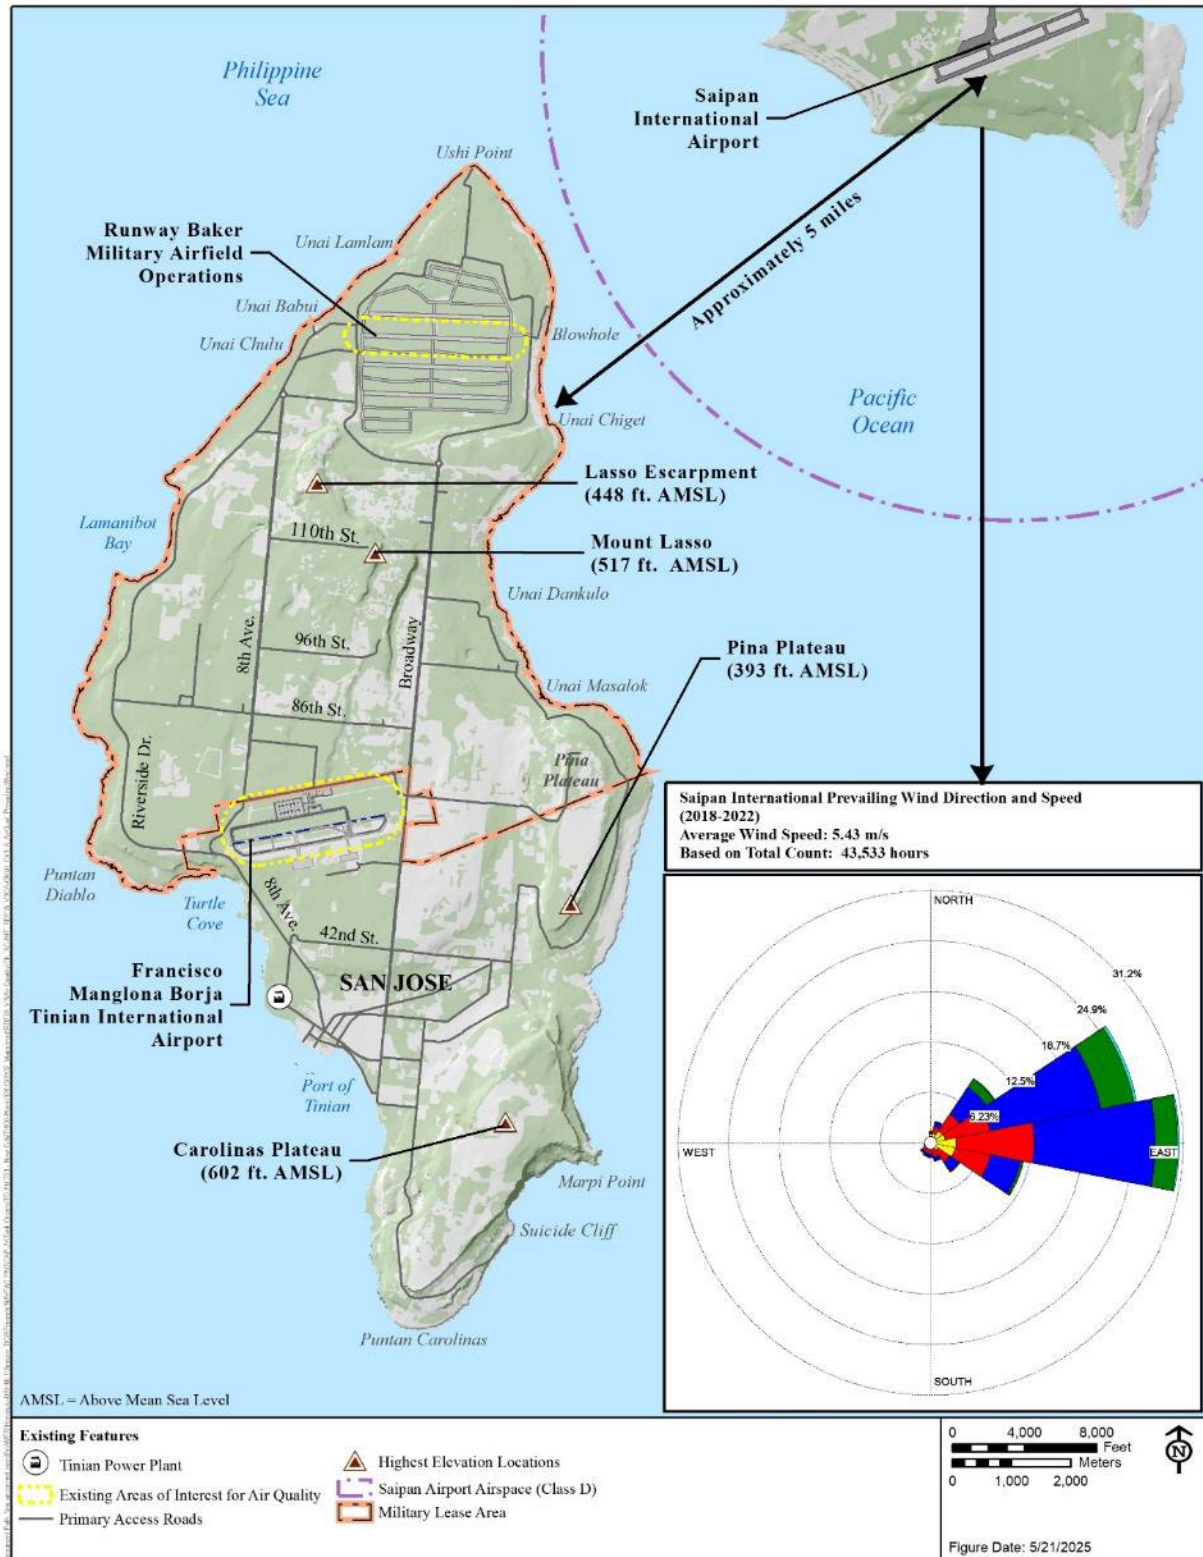 Philippine
Sea
Saipan
International
Airport
Ushi Point
Approximately 5 miles
Runway Baker
Military Airfield
Operations
Unai Lamlam
Unai Babui
Unai Chulu
Blowhole
Unai Chiget
Pacific
Ocean
Lasso Escarpment
(448 ft. AMSL)
Lamanibot
Bay
110th St.
Mount Lasso
(517 ft. AMSL)
Unai Dankulo
8th Ave.
96th St.
Broadway
Pina Plateau
(393 ft. AMSL)
Unai Masalok
86th St.
Riverside Dr.
Pina
Plateau
Puntan
Diablo
Turtle
Cove
8th Ave.
42nd St.
SAN JOSE
Francisco
Manglona Borja
Tinian International
Airport
Port of
Tinian
Carolinas Plateau
(602 ft. AMSL)
Marpi Point
Suicide Cliff
Puntan Carolinas
AMSL = Above Mean Sea Level
Saipan International Prevailing Wind Direction and Speed
(2018-2022)
Average Wind Speed: 5.43 m/s
Based on Total Count: 43,533 hours
NORTH
31.2%
24.9%
18.7%
12.5%
6.23%
WEST
EAST
SOUTH
Existing Features
Tinian Power Plant
Existing Areas of Interest for Air Quality
Primary Access Roads
Highest Elevation Locations
Saipan Airport Airspace (Class D)
Military Lease Area
0 4,000 8,000
Feet
Meters
0 1,000 2,000
N
Figure Date: 5/21/2025